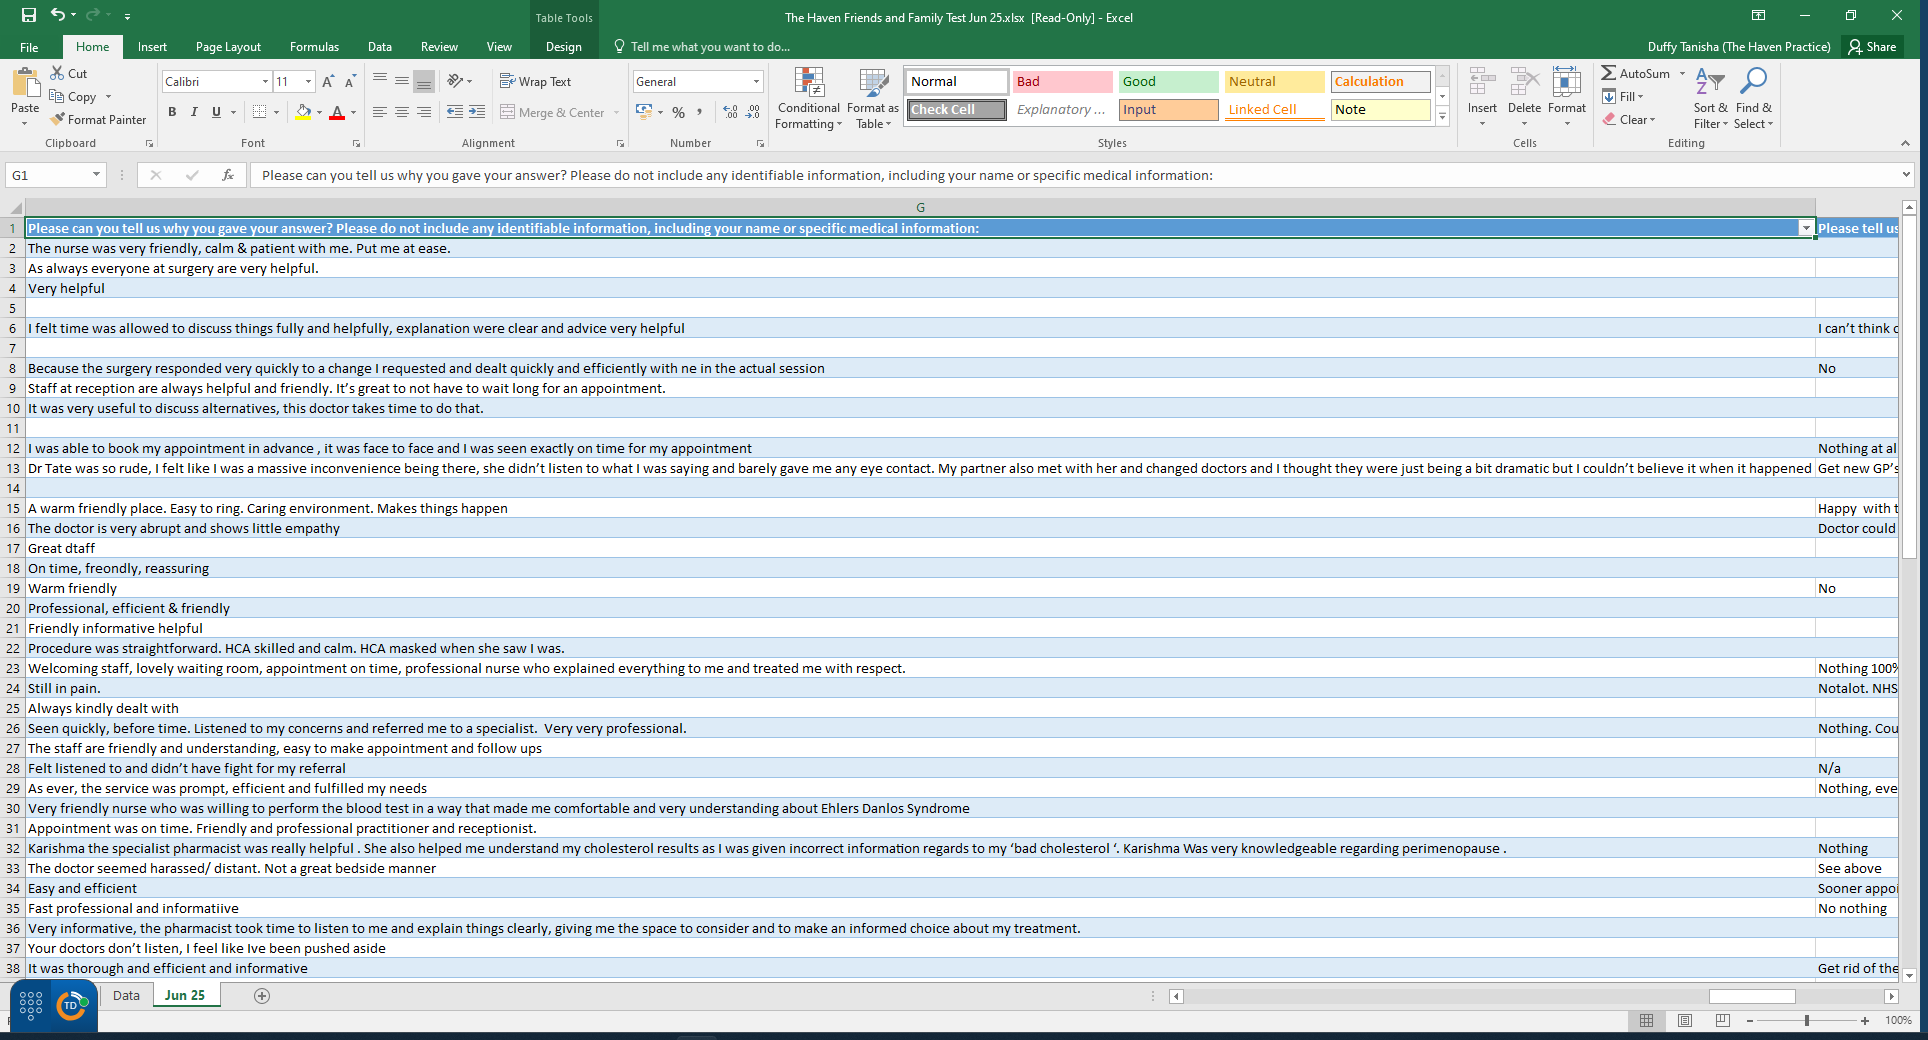 Table Tools
The Haven Friends and Family Test Jun 25.xlsx [Read-Only] - Excel
File Home Insert Page Layout Formulas Data Review View Design Tell me what you want to do... Duffy Tanisha (The Haven Practice) Share
Paste Cut Copy Format Painter Clipboard
Calibri 11 B I U A A A Font
Wrap Text Merge & Center Alignment
General % , Number
Conditional Formatting Format as Table
Normal Bad Good Neutral Calculation
Check Cell Explanatory ... Input Linked Cell Note
Styles
Insert Delete Format Cells
AutoSum Fill Clear Sort & Filter Find & Select Editing
G1 fx Please can you tell us why you gave your answer? Please do not include any identifiable information, including your name or specific medical information:
G
1 Please can you tell us why you gave your answer? Please do not include any identifiable information, including your name or specific medical information: Please tell us
2 The nurse was very friendly, calm & patient with me. Put me at ease.
3 As always everyone at surgery are very helpful.
4 Very helpful
5
6 I felt time was allowed to discuss things fully and helpfully, explanation were clear and advice very helpful I can’t think
7
8 Because the surgery responded very quickly to a change I requested and dealt quickly and efficiently with ne in the actual session No
9 Staff at reception are always helpful and friendly. It’s great to not have to wait long for an appointment.
10 It was very useful to discuss alternatives, this doctor takes time to do that.
11
12 I was able to book my appointment in advance , it was face to face and I was seen exactly on time for my appointment Nothing at al
13 Dr Tate was so rude, I felt like I was a massive inconvenience being there, she didn’t listen to what I was saying and barely gave me any eye contact. My partner also met with her and changed doctors and I thought they were just being a bit dramatic but I couldn’t believe it when it happened Get new GP’s
14
15 A warm friendly place. Easy to ring. Caring environment. Makes things happen Happy with t
16 The doctor is very abrupt and shows little empathy Doctor could
17 Great dtaff
18 On time, freondly, reassuring
19 Warm friendly No
20 Professional, efficient & friendly
21 Friendly informative helpful
22 Procedure was straightforward. HCA skilled and calm. HCA masked when she saw I was.
23 Welcoming staff, lovely waiting room, appointment on time, professional nurse who explained everything to me and treated me with respect. Nothing 100%
24 Still in pain. Notalot. NHS
25 Always kindly dealt with
26 Seen quickly, before time. Listened to my concerns and referred me to a specialist. Very very professional. Nothing. Cou
27 The staff are friendly and understanding, easy to make appointment and follow ups
28 Felt listened to and didn’t have fight for my referral N/a
29 As ever, the service was prompt, efficient and fulfilled my needs Nothing, eve
30 Very friendly nurse who was willing to perform the blood test in a way that made me comfortable and very understanding about Ehlers Danlos Syndrome
31 Appointment was on time. Friendly and professional practitioner and receptionist.
32 Karishma the specialist pharmacist was really helpful . She also helped me understand my cholesterol results as I was given incorrect information regards to my ‘bad cholesterol ‘. Karishma Was very knowledgeable regarding perimenopause . Nothing
33 The doctor seemed harassed/ distant. Not a great bedside manner See above
34 Easy and efficient Sooner appoi
35 Fast professional and informatiive No nothing
36 Very informative, the pharmacist took time to listen to me and explain things clearly, giving me the space to consider and to make an informed choice about my treatment.
37 Your doctors don’t listen, I feel like Ive been pushed aside
38 It was thorough and efficient and informative Get rid of the
TD Data Jun 25
100%